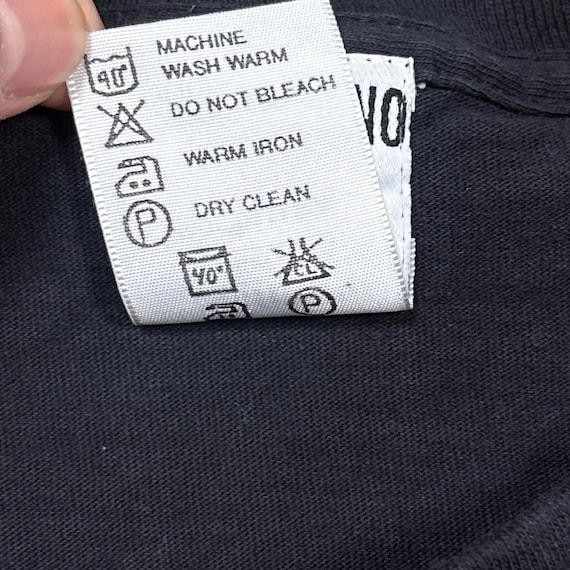 MACHINE
40° WASH WARM
DO NOT BLEACH
WARM IRON
P DRY CLEAN
40° CL
P